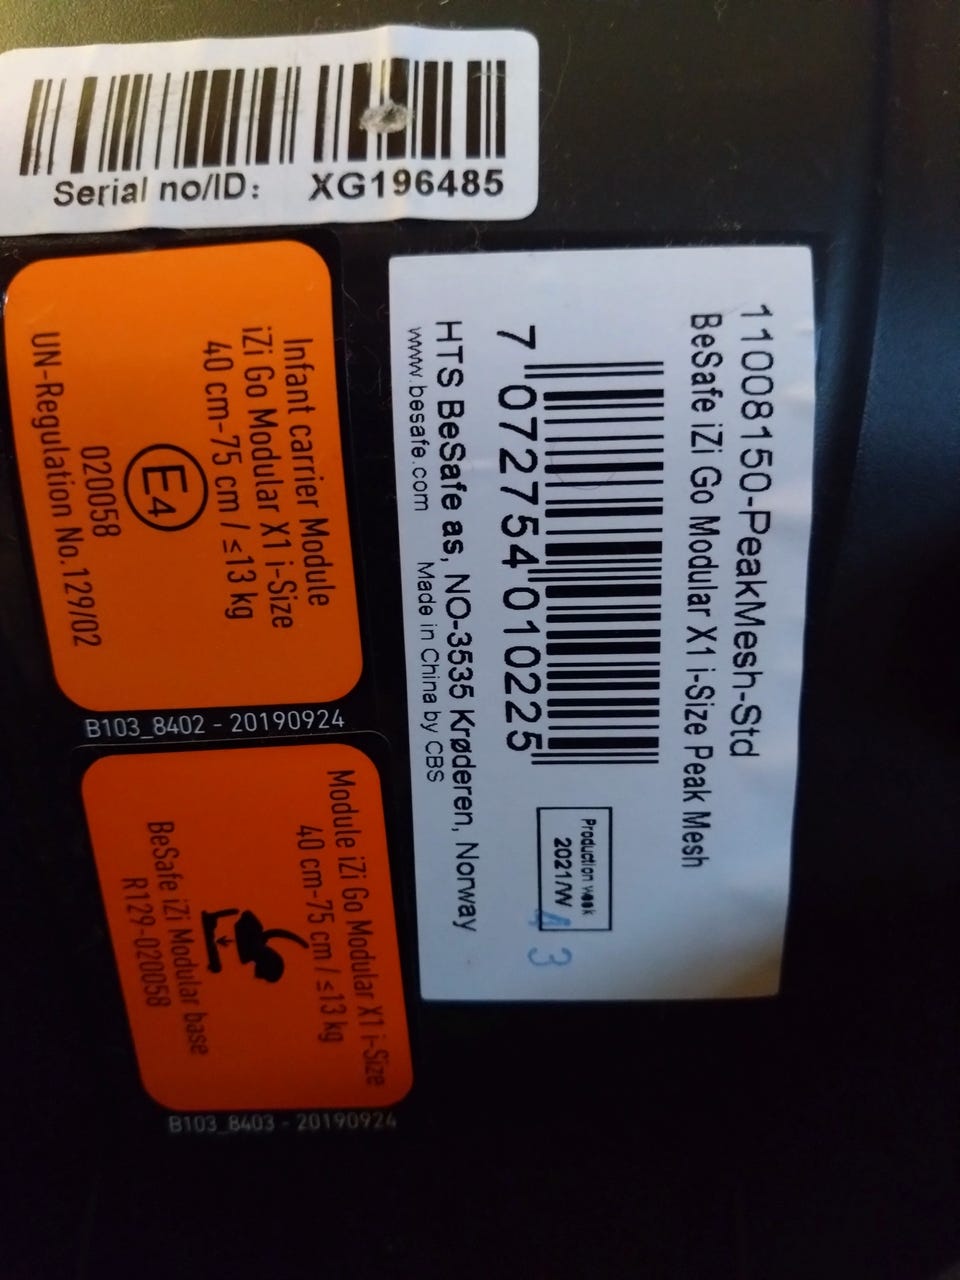 Serial no/ID: XG196485
11008150-PeakMesh-Std
BeSafe iZi Go Modular X1 i-Size Peak Mesh
Production week
2021/W 43
7 072754 010225
HTS BeSafe as, NO-3535 Krøderen, Norway
www.besafe.com Made in China by CBS
Infant carrier Module
iZi Go Modular X1 i-Size
40 cm-75 cm / ≤13 kg
E4
020058
UN-Regulation No.129/02
B103_8402 - 20190924
Module iZi Go Modular X1 i-Size
40 cm-75 cm / ≤13 kg
BeSafe iZi Modular base
R129-020058
B103_8403 - 20190924